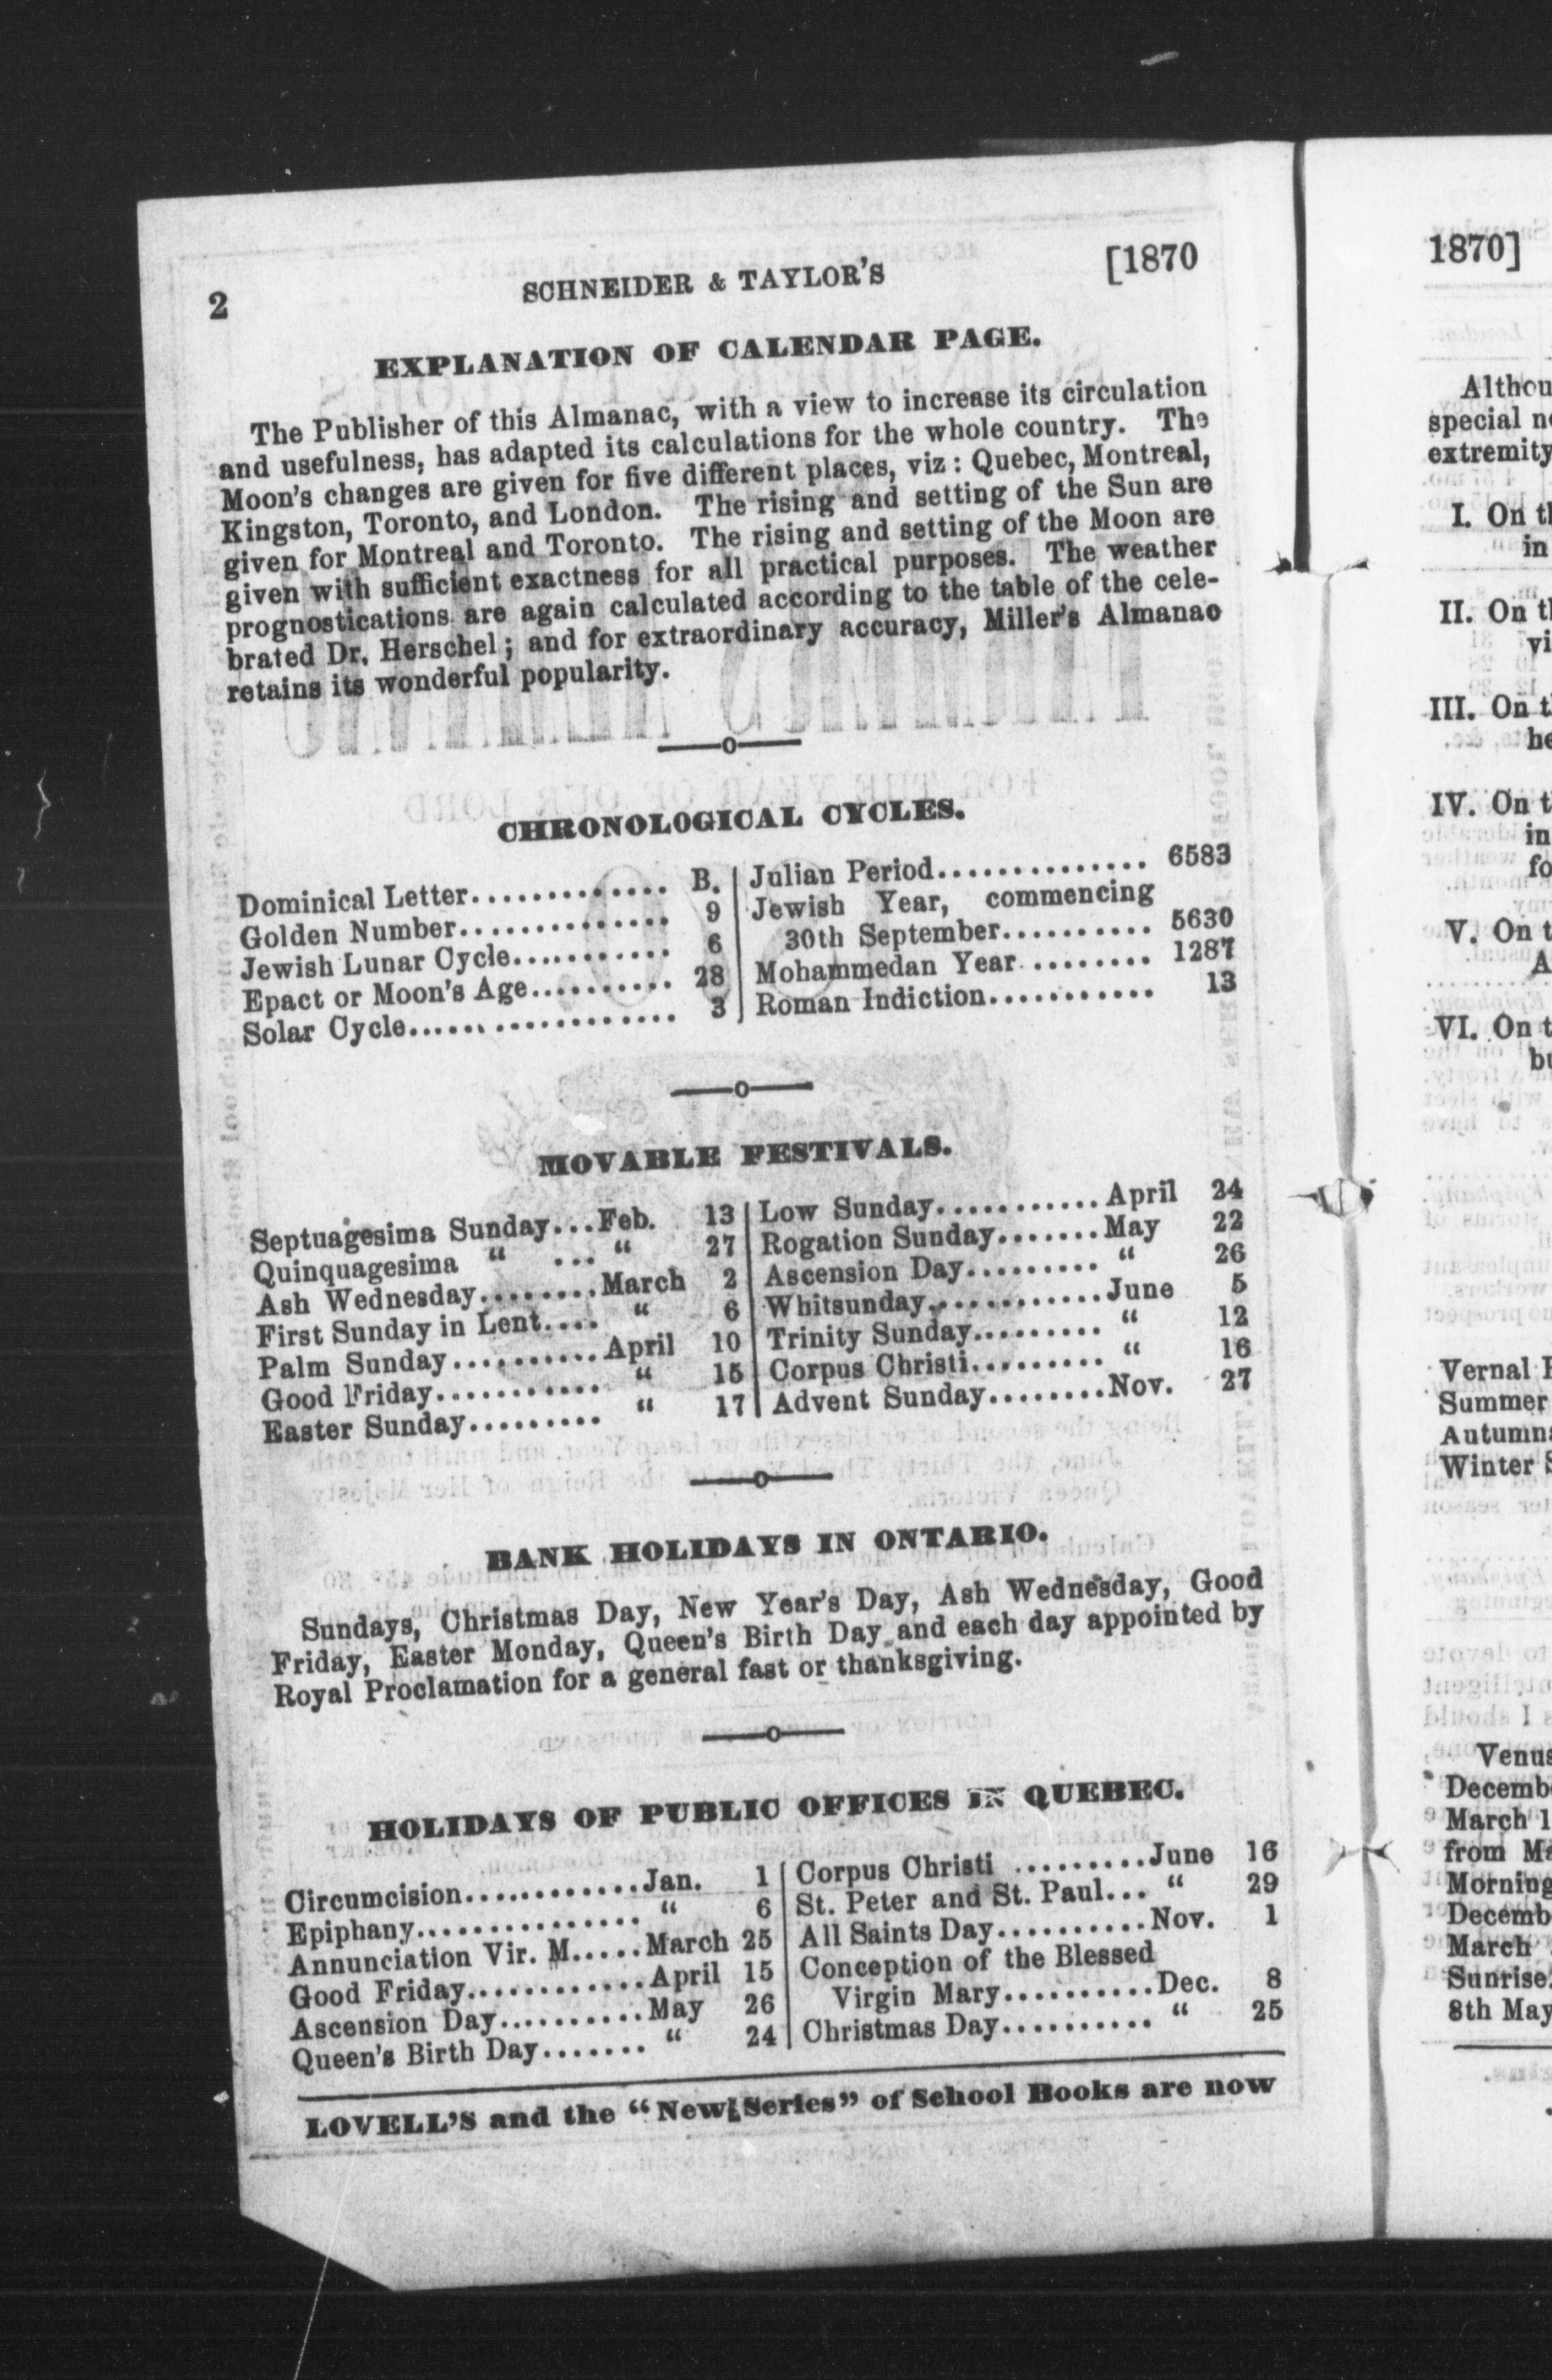 2 SCHNEIDER & TAYLOR'S [1870
EXPLANATION OF CALENDAR PAGE.
The Publisher of this Almanac, with a view to increase its circulation
and usefulness, has adapted its calculations for the whole country. The
Moon's changes are given for five different places, viz: Quebec, Montreal,
Kingston, Toronto, and London. The rising and setting of the Sun are
given for Montreal and Toronto. The rising and setting of the Moon are
given with sufficient exactness for all practical purposes. The weather
prognostications are again calculated according to the table of the cele-
brated Dr. Herschel; and for extraordinary accuracy, Miller's Almanac
retains its wonderful popularity.
CHRONOLOGICAL CYCLES.
Dominical Letter.............. B.
Golden Number............... 9
Jewish Lunar Cycle........... 6
Epact or Moon's Age.......... 28
Solar Cycle................... 3
Julian Period............... 6583
Jewish Year, commencing
30th September.......... 5630
Mohammedan Year ........ 1287
Roman Indiction........... 13
MOVABLE FESTIVALS.
Septuagesima Sunday...Feb. 13
Quinquagesima " ... " 27
Ash Wednesday........March 2
First Sunday in Lent.... " 6
Palm Sunday..........April 10
Good Friday............ " 15
Easter Sunday......... " 17
Low Sunday............April 24
Rogation Sunday.......May 22
Ascension Day......... " 26
Whitsunday............June 5
Trinity Sunday......... " 12
Corpus Christi......... " 16
Advent Sunday........Nov. 27
BANK HOLIDAYS IN ONTARIO.
Sundays, Christmas Day, New Year's Day, Ash Wednesday, Good
Friday, Easter Monday, Queen's Birth Day and each day appointed by
Royal Proclamation for a general fast or thanksgiving.
HOLIDAYS OF PUBLIC OFFICES IN QUEBEC.
Circumcision............Jan. 1
Epiphany............... " 6
Annunciation Vir. M.....March 25
Good Friday............April 15
Ascension Day..........May 26
Queen's Birth Day....... " 24
Corpus Christi .........June 16
St. Peter and St. Paul... " 29
All Saints Day..........Nov. 1
Conception of the Blessed
Virgin Mary..........Dec. 8
Christmas Day.......... " 25
LOVELL'S and the "New Series" of School Books are now
1870]
special
extremity
I. On
in
II. On
III. On
IV. On
in
V. On
VI. On
Vernal
Summer
Winter
March 1
from
Morning
March
Sunrise
8th May